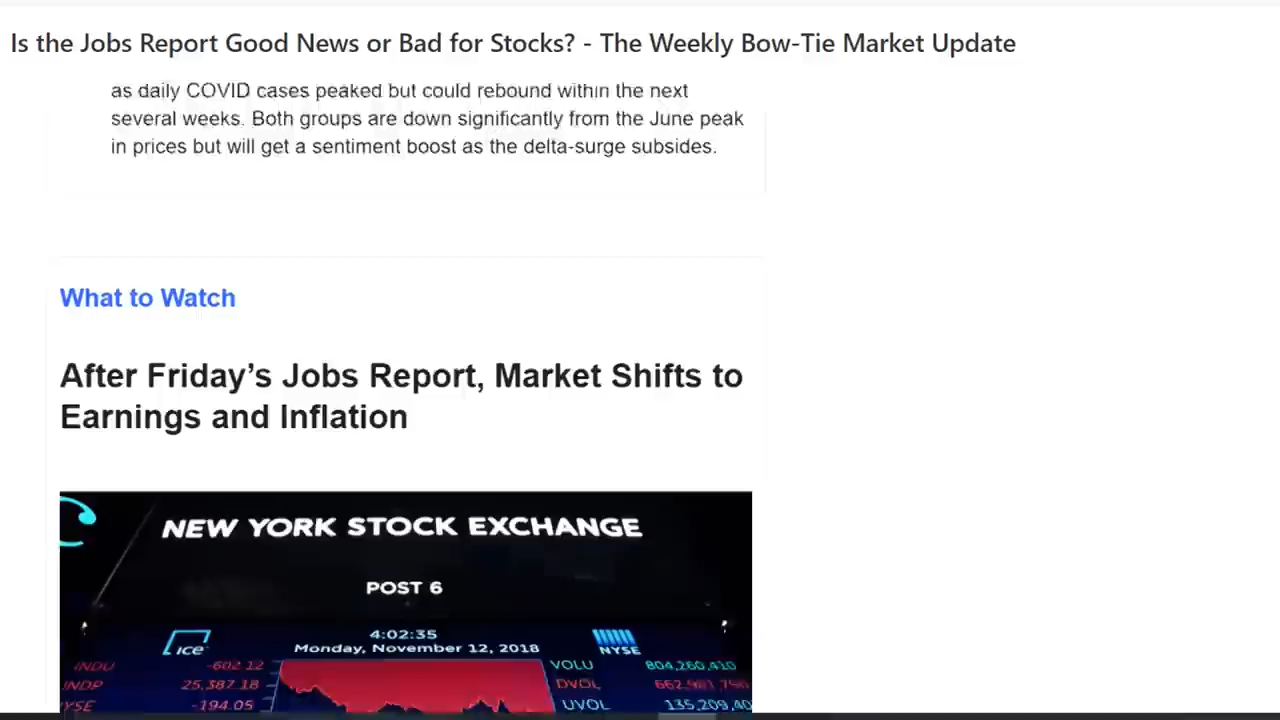 Is the Jobs Report Good News or Bad for Stocks? - The Weekly Bow-Tie Market Update
as daily COVID cases peaked but could rebound within the next
several weeks. Both groups are down significantly from the June peak
in prices but will get a sentiment boost as the delta-surge subsides.
What to Watch
After Friday’s Jobs Report, Market Shifts to
Earnings and Inflation
NEW YORK STOCK EXCHANGE
POST 6
4:02:35
Monday, November 12, 2018
ice
NYSE
INDU -602.12
VOLU 804,260,410
INDP 25,387.18
DVOL
YSE -194.05
UVOL 135,209,40